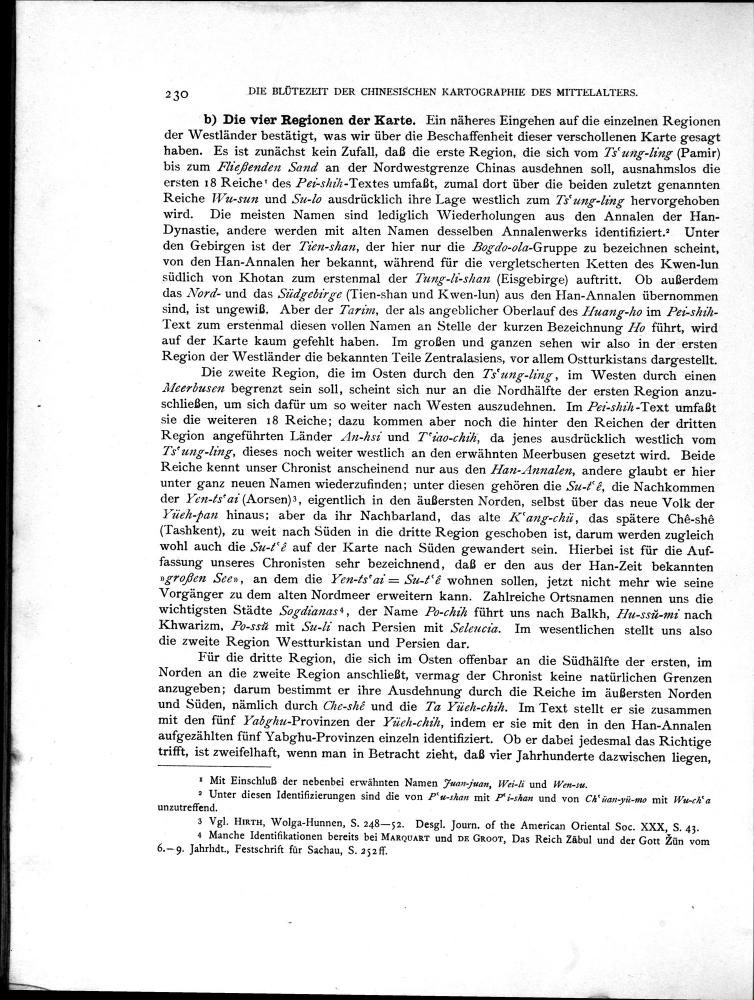 230 DIE BLÜTEZEIT DER CHINESISCHEN KARTOGRAPHIE DES MITTELALTERS.
b) Die vier Regionen der Karte. Ein näheres Eingehen auf die einzelnen Regionen
der Westländer bestätigt, was wir über die Beschaffenheit dieser verschollenen Karte gesagt
haben. Es ist zunächst kein Zufall, daß die erste Region, die sich vom Tsʻung-ling (Pamir)
bis zum Fließenden Sand an der Nordwestgrenze Chinas ausdehnen soll, ausnahmslos die
ersten 18 Reiche¹ des Pei-shih-Textes umfaßt, zumal dort über die beiden zuletzt genannten
Reiche Wu-sun und Su-lo ausdrücklich ihre Lage westlich zum Tsʻung-ling hervorgehoben
wird. Die meisten Namen sind lediglich Wiederholungen aus den Annalen der Han-
Dynastie, andere werden mit alten Namen desselben Annalenwerks identifiziert.² Unter
den Gebirgen ist der Tien-shan, der hier nur die Bogdo-ola-Gruppe zu bezeichnen scheint,
von den Han-Annalen her bekannt, während für die vergletscherten Ketten des Kwen-lun
südlich von Khotan zum erstenmal der Tung-li-shan (Eisgebirge) auftritt. Ob außerdem
das Nord- und das Südgebirge (Tien-shan und Kwen-lun) aus den Han-Annalen übernommen
sind, ist ungewiß. Aber der Tarim, der als angeblicher Oberlauf des Huang-ho im Pei-shih-
Text zum erstenmal diesen vollen Namen an Stelle der kurzen Bezeichnung Ho führt, wird
auf der Karte kaum gefehlt haben. Im großen und ganzen sehen wir also in der ersten
Region der Westländer die bekannten Teile Zentralasiens, vor allem Ostturkistans dargestellt.
Die zweite Region, die im Osten durch den Tsʻung-ling, im Westen durch einen
Meerbusen begrenzt sein soll, scheint sich nur an die Nordhälfte der ersten Region anzu-
schließen, um sich dafür um so weiter nach Westen auszudehnen. Im Pei-shih-Text umfaßt
sie die weiteren 18 Reiche; dazu kommen aber noch die hinter den Reichen der dritten
Region angeführten Länder An-hsi und Tʻiao-chih, da jenes ausdrücklich westlich vom
Tsʻung-ling, dieses noch weiter westlich an den erwähnten Meerbusen gesetzt wird. Beide
Reiche kennt unser Chronist anscheinend nur aus den Han-Annalen, andere glaubt er hier
unter ganz neuen Namen wiederzufinden; unter diesen gehören die Su-tʻê, die Nachkommen
der Yen-tsʻai (Aorsen)³, eigentlich in den äußersten Norden, selbst über das neue Volk der
Yüeh-pan hinaus; aber da ihr Nachbarland, das alte Kʻang-chü, das spätere Chê-shê
(Tashkent), zu weit nach Süden in die dritte Region geschoben ist, darum werden zugleich
wohl auch die Su-tʻê auf der Karte nach Süden gewandert sein. Hierbei ist für die Auf-
fassung unseres Chronisten sehr bezeichnend, daß er den aus der Han-Zeit bekannten
»großen See», an dem die Yen-tsʻai = Su-tʻê wohnen sollen, jetzt nicht mehr wie seine
Vorgänger zu dem alten Nordmeer erweitern kann. Zahlreiche Ortsnamen nennen uns die
wichtigsten Städte Sogdianas⁴, der Name Po-chih führt uns nach Balkh, Hu-ssü-mi nach
Khwarizm, Po-ssü mit Su-li nach Persien mit Seleucia. Im wesentlichen stellt uns also
die zweite Region Westturkistan und Persien dar.
Für die dritte Region, die sich im Osten offenbar an die Südhälfte der ersten, im
Norden an die zweite Region anschließt, vermag der Chronist keine natürlichen Grenzen
anzugeben; darum bestimmt er ihre Ausdehnung durch die Reiche im äußersten Norden
und Süden, nämlich durch Che-shê und die Ta Yüeh-chih. Im Text stellt er sie zusammen
mit den fünf Yabghu-Provinzen der Yüeh-chih, indem er sie mit den in den Han-Annalen
aufgezählten fünf Yabghu-Provinzen einzeln identifiziert. Ob er dabei jedesmal das Richtige
trifft, ist zweifelhaft, wenn man in Betracht zieht, daß vier Jahrhunderte dazwischen liegen,
¹ Mit Einschluß der nebenbei erwähnten Namen Juan-juan, Wei-li und Wen-su.
² Unter diesen Identifizierungen sind die von Pʻu-shan mit Pʻi-shan und von Chʻüan-yü-mo mit Wu-chʻa
unzutreffend.
³ Vgl. HIRTH, Wolga-Hunnen, S. 248—52. Desgl. Journ. of the American Oriental Soc. XXX, S. 43.
⁴ Manche Identifikationen bereits bei MARQUART und DE GROOT, Das Reich Zābul und der Gott Žūn vom
6.—9. Jahrhdt., Festschrift für Sachau, S. 252 ff.